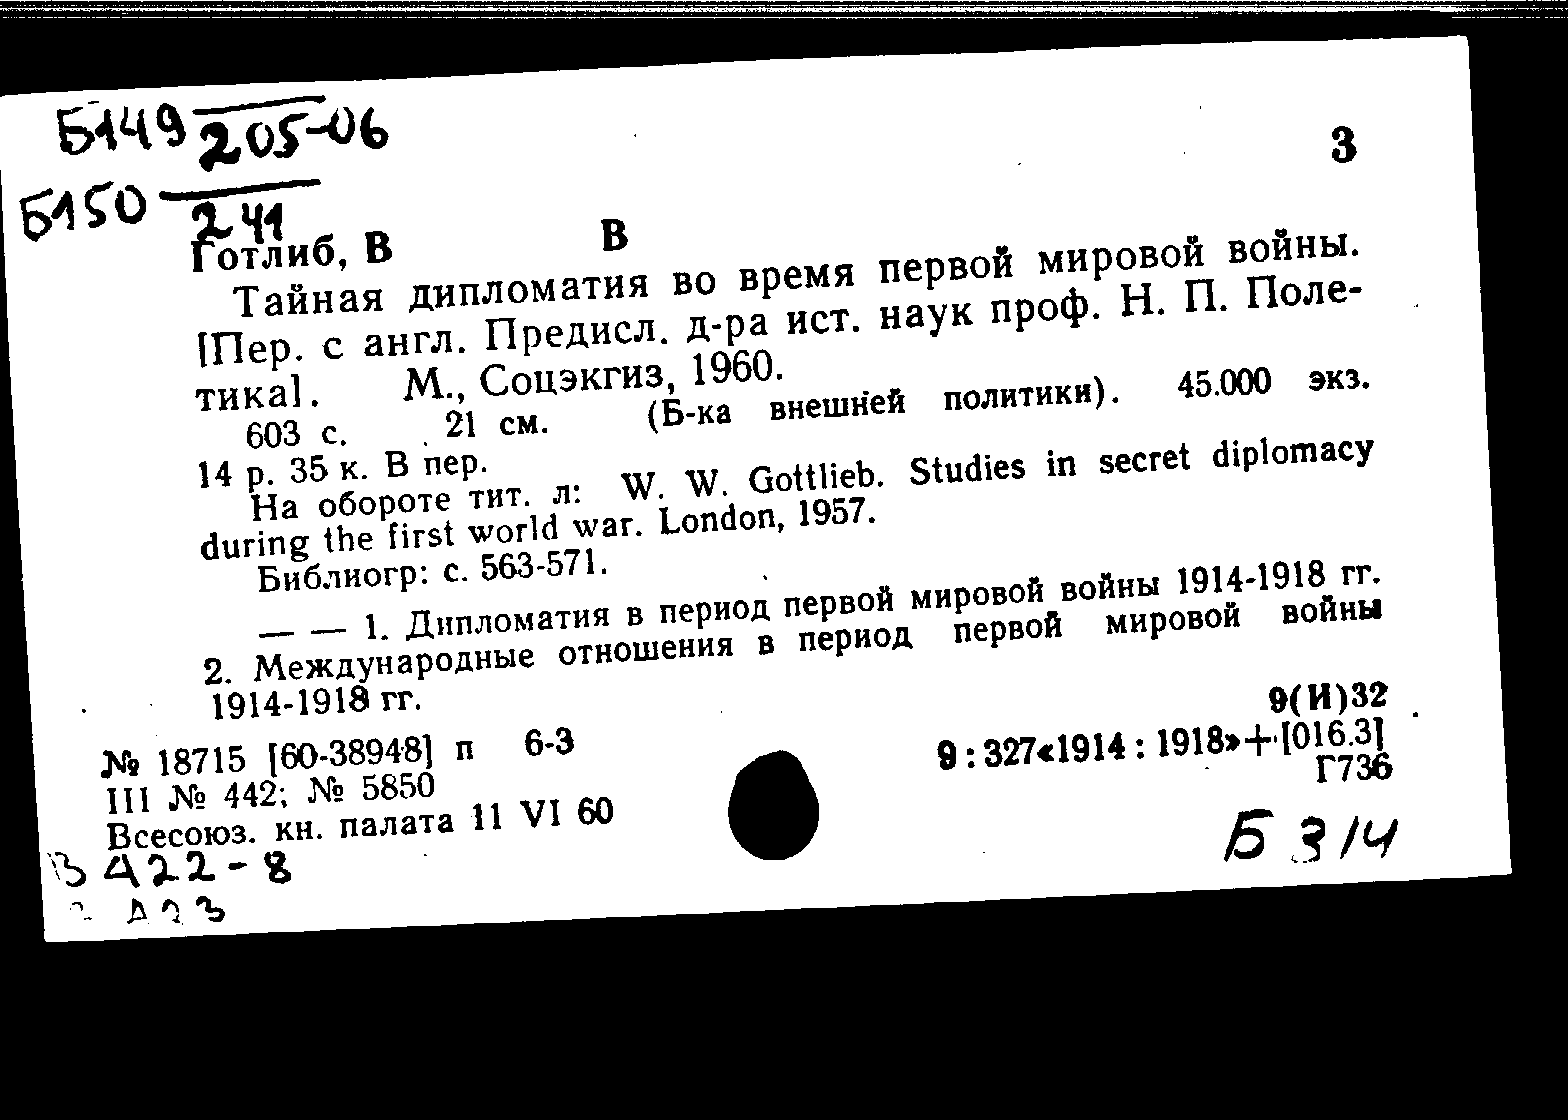 Б149 205-06
3
Б150 241
Готлиб, В В
Тайная дипломатия во время первой мировой войны.
[Пер. с англ. Предисл. д-ра ист. наук проф. Н. П. Поле-
тика]. М., Соцэкгиз, 1960.
603 с. 21 см. (Б-ка внешней политики). 45.000 экз.
14 р. 35 к. В пер.
На обороте тит. л: W. W. Gottlieb. Studies in secret diplomacy
during the first world war. London, 1957.
Библиогр: с. 563-571.
— — 1. Дипломатия в период первой мировой войны 1914-1918 гг.
2. Международные отношения в период первой мировой войны
1914-1918 гг.
9(И)32
№ 18715 [60-38948] п 6-3
9 : 327«1914 : 1918»+[016.3]
III № 442; № 5850
Г736
Всесоюз. кн. палата 11 VI 60
Б 314
В А22-8